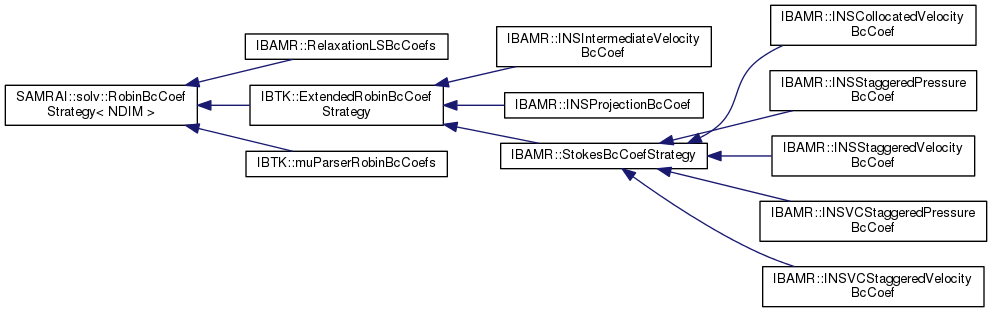 SAMRAI::solv::RobinBcCoef
Strategy< NDIM >
IBAMR::RelaxationLSBcCoefs
IBTK::ExtendedRobinBcCoef
Strategy
IBTK::muParserRobinBcCoefs
IBAMR::INSIntermediateVelocity
BcCoef
IBAMR::INSProjectionBcCoef
IBAMR::StokesBcCoefStrategy
IBAMR::INSCollocatedVelocity
BcCoef
IBAMR::INSStaggeredPressure
BcCoef
IBAMR::INSStaggeredVelocity
BcCoef
IBAMR::INSVCStaggeredPressure
BcCoef
IBAMR::INSVCStaggeredVelocity
BcCoef